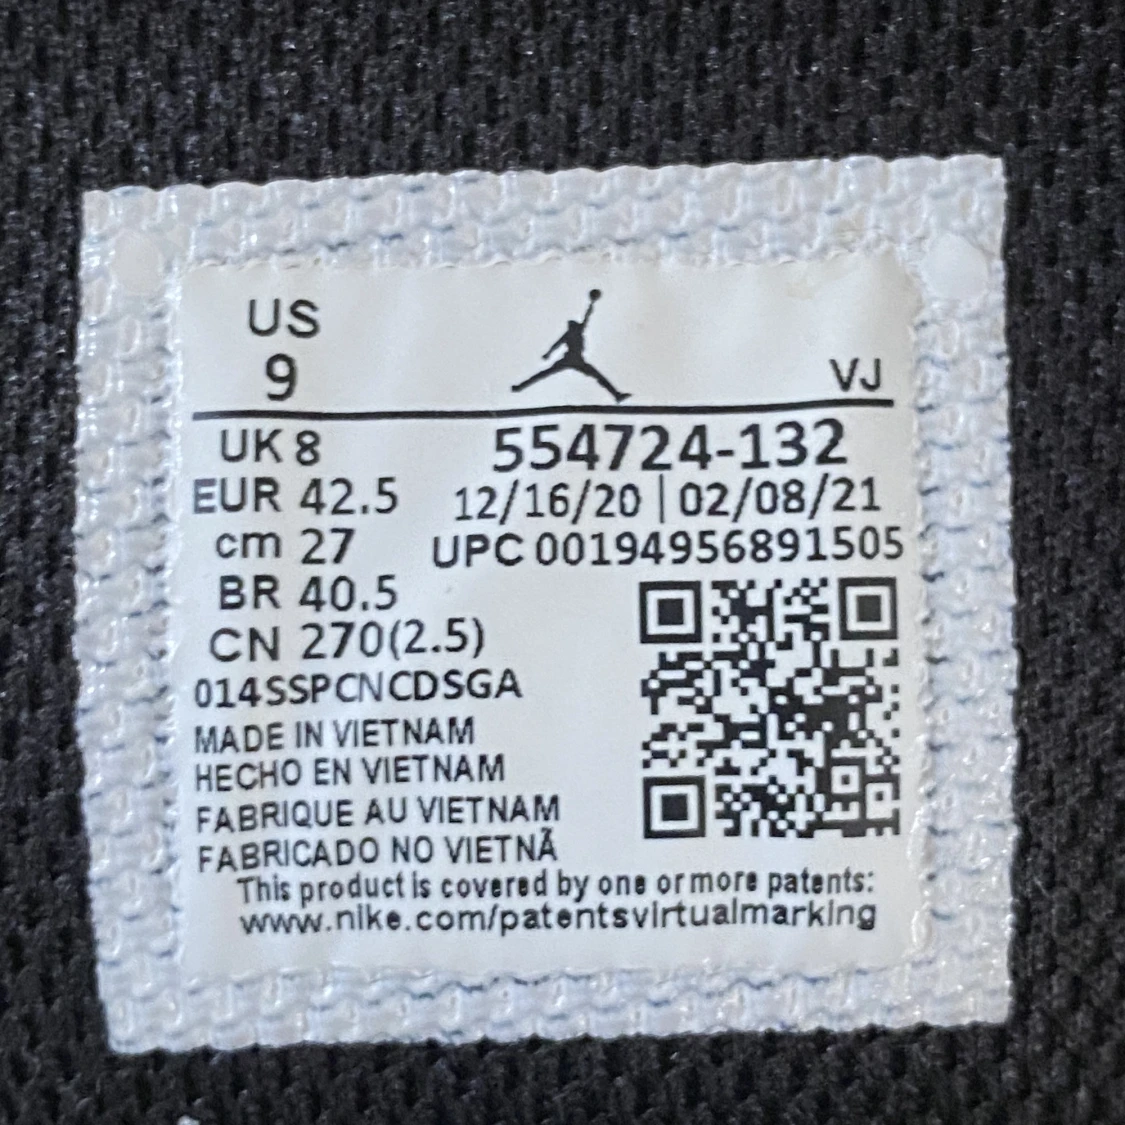 US
9
VJ
UK 8
554724-132
EUR 42.5
12/16/20 | 02/08/21
cm 27
UPC 00194956891505
BR 40.5
CN 270(2.5)
014SSPCNCDSGA
MADE IN VIETNAM
HECHO EN VIETNAM
FABRIQUE AU VIETNAM
FABRICADO NO VIETNÃ
This product is covered by one or more patents:
www.nike.com/patentsvirtualmarking